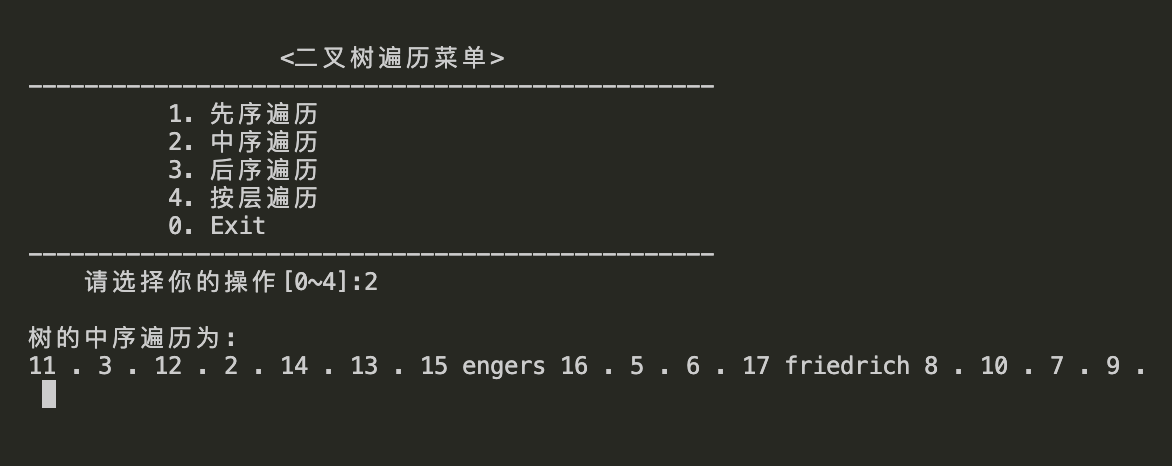 <二叉树遍历菜单>
-------------------------------------------------
1. 先序遍历
2. 中序遍历
3. 后序遍历
4. 按层遍历
0. Exit
-------------------------------------------------
请选择你的操作[0~4]:2
树的中序遍历为:
11 . 3 . 12 . 2 . 14 . 13 . 15 engers 16 . 5 . 6 . 17 friedrich 8 . 10 . 7 . 9 .